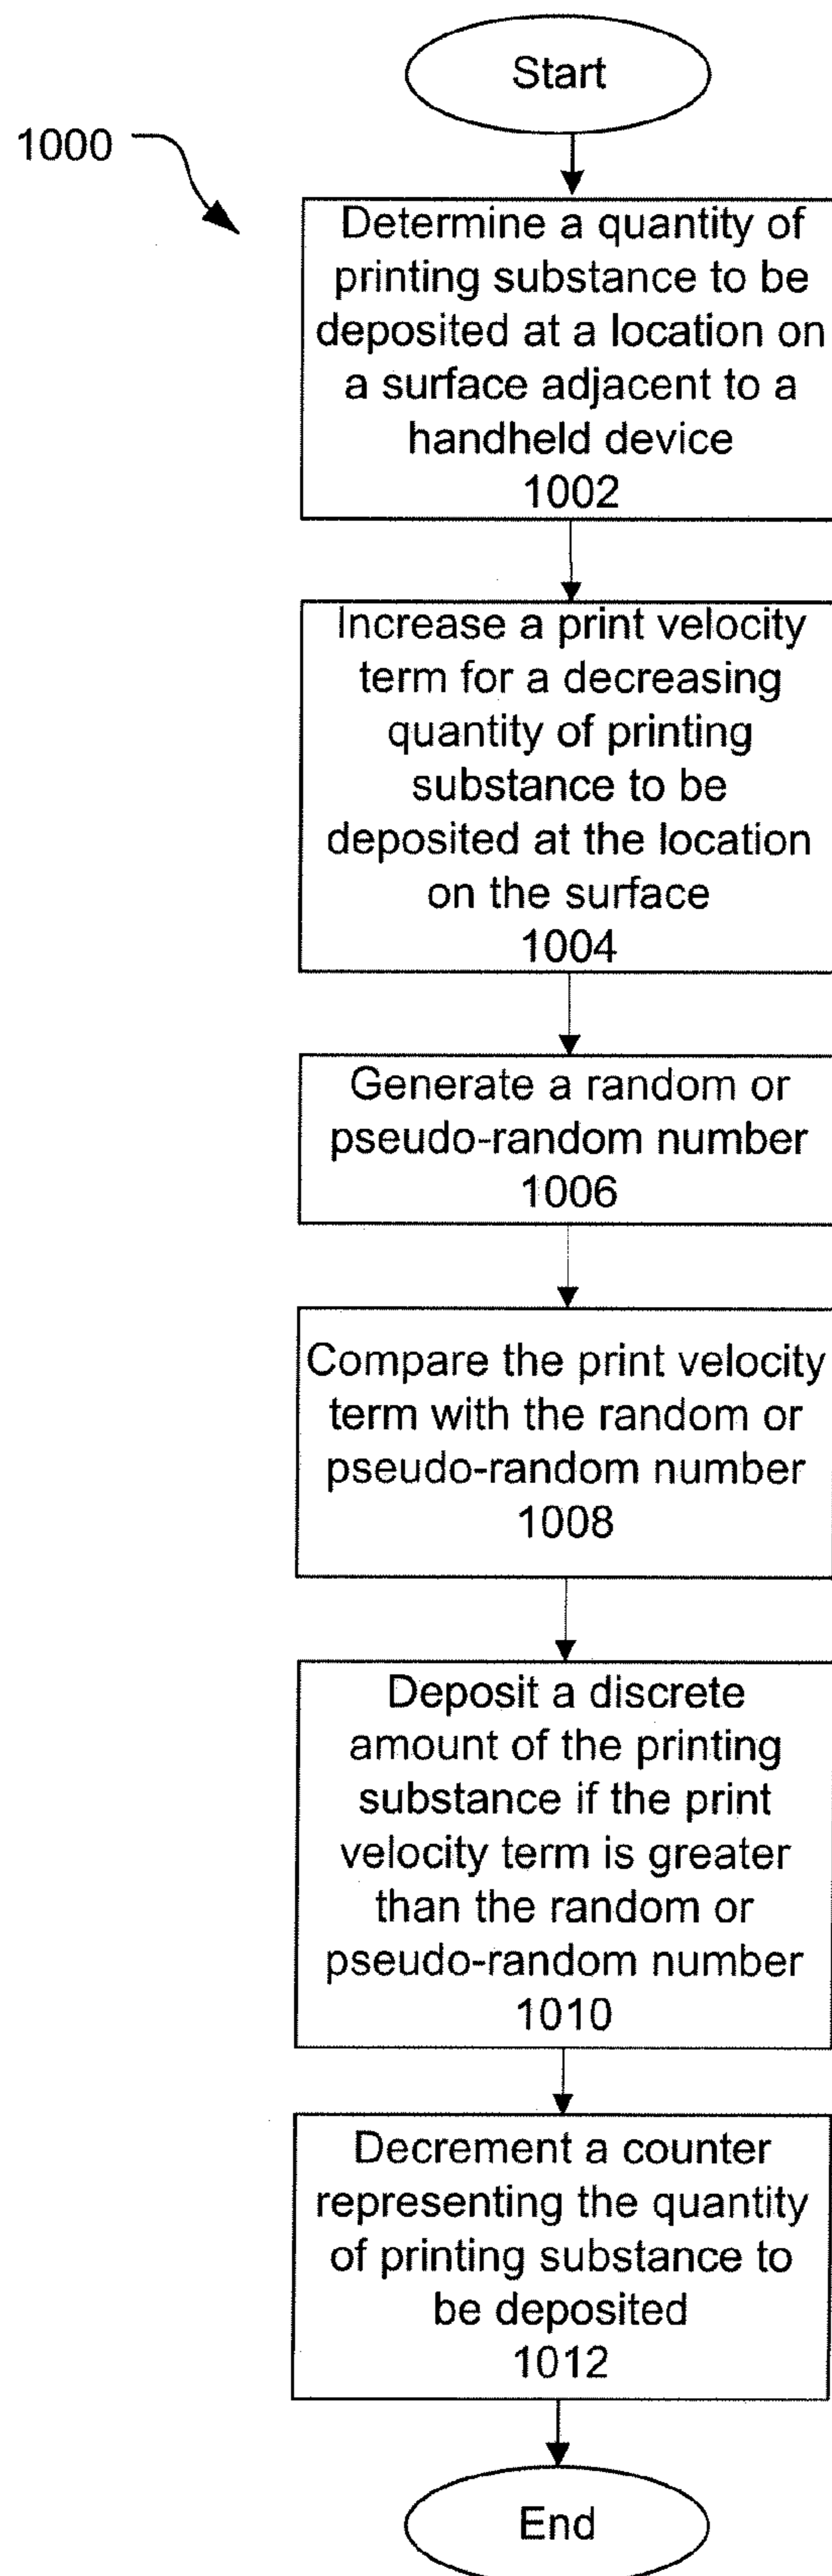 Start
1000
Determine a quantity of
printing substance to be
deposited at a location on
a surface adjacent to a
handheld device
1002
Increase a print velocity
term for a decreasing
quantity of printing
substance to be
deposited at the location
on the surface
1004
Generate a random or
pseudo-random number
1006
Compare the print velocity
term with the random or
pseudo-random number
1008
Deposit a discrete
amount of the printing
substance if the print
velocity term is greater
than the random or
pseudo-random number
1010
Decrement a counter
representing the quantity
of printing substance to
be deposited
1012
End